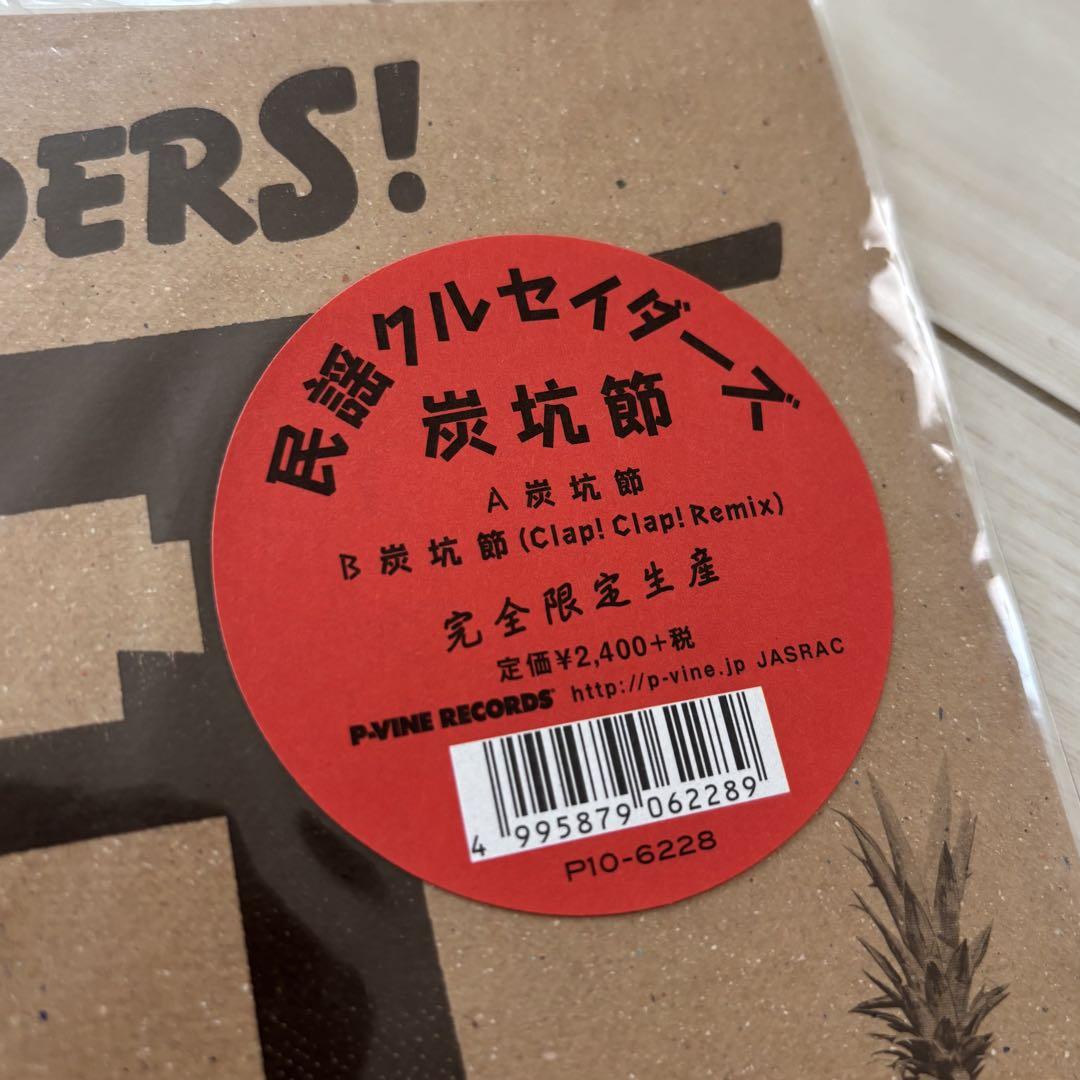 DERS!
民謡クルセイダーズ
炭坑節
A 炭坑節
B 炭坑節 (Clap! Clap! Remix)
完全限定生産
定価¥2,400+税
P-VINE RECORDS http://p-vine.jp JASRAC
4 995879 062289
P10-6228